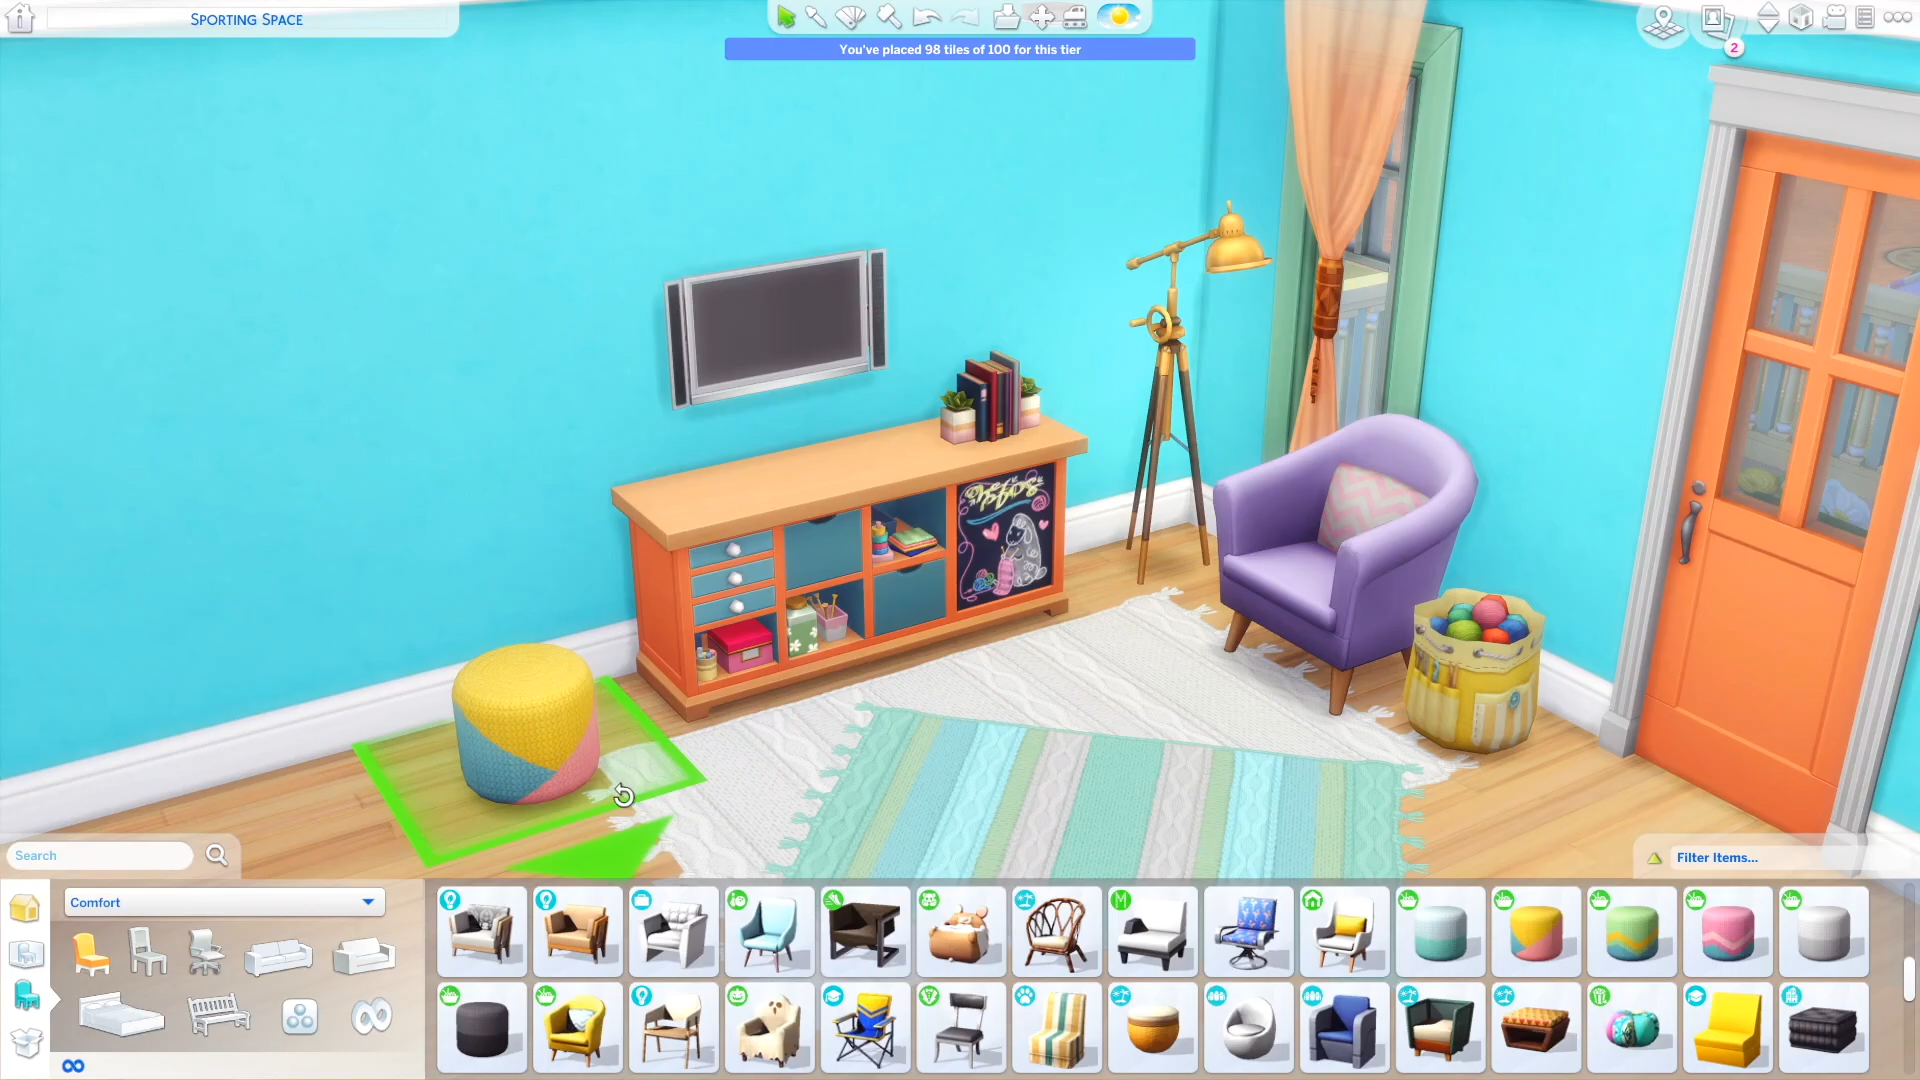 SPORTING SPACE
You've placed 98 tiles of 100 for this tier
2
Search
Filter Items...
Comfort
M